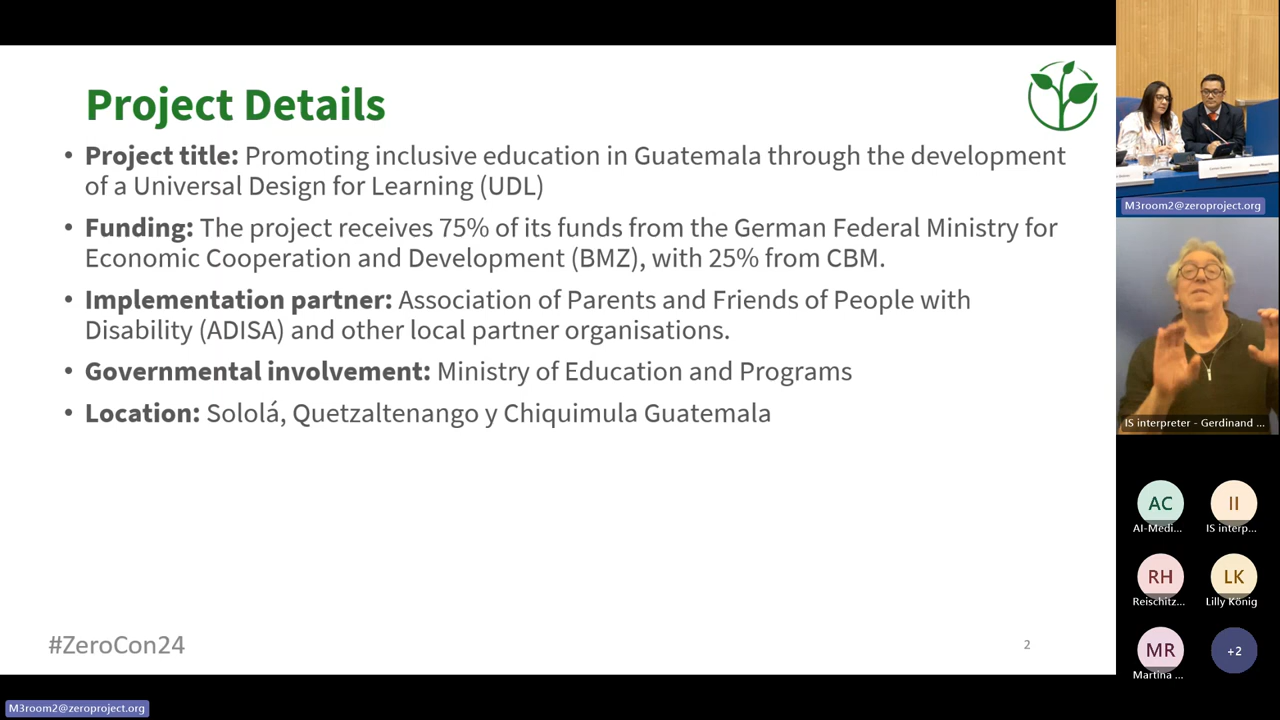 Project Details
• Project title: Promoting inclusive education in Guatemala through the development
of a Universal Design for Learning (UDL)
• Funding: The project receives 75% of its funds from the German Federal Ministry for
Economic Cooperation and Development (BMZ), with 25% from CBM.
• Implementation partner: Association of Parents and Friends of People with
Disability (ADISA) and other local partner organisations.
• Governmental involvement: Ministry of Education and Programs
• Location: Sololá, Quetzaltenango y Chiquimula Guatemala
#ZeroCon24
2
M3room2@zeroproject.org
M3room2@zeroproject.org
IS interpreter - Gerdinand ...
AC
II
AI-Medi...
IS interp...
RH
LK
Reischitz...
Lilly König
MR
+2
Martina ...